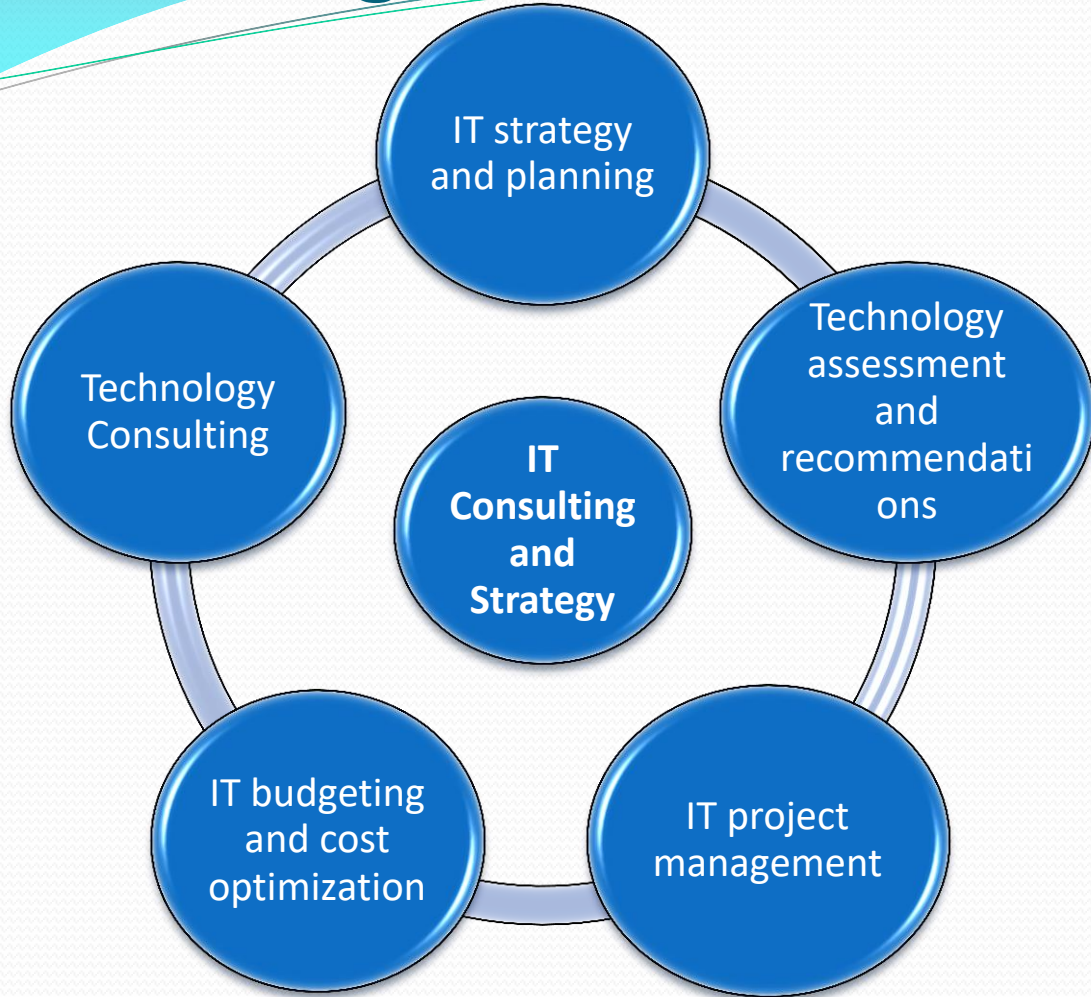 IT strategy
and planning
Technology
assessment
and
recommendati
ons
IT project
management
IT budgeting
and cost
optimization
Technology
Consulting
IT
Consulting
and
Strategy